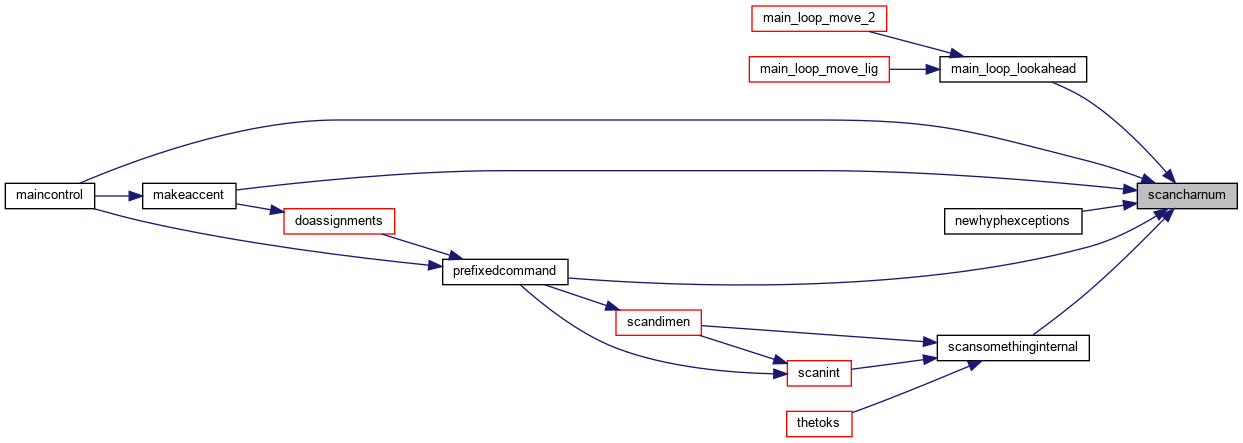 main_loop_move_2
main_loop_move_lig
main_loop_lookahead
maincontrol
makeaccent
scancharnum
doassignments
newhyphexceptions
prefixedcommand
scandimen
scansomethinginternal
scanint
thetoks